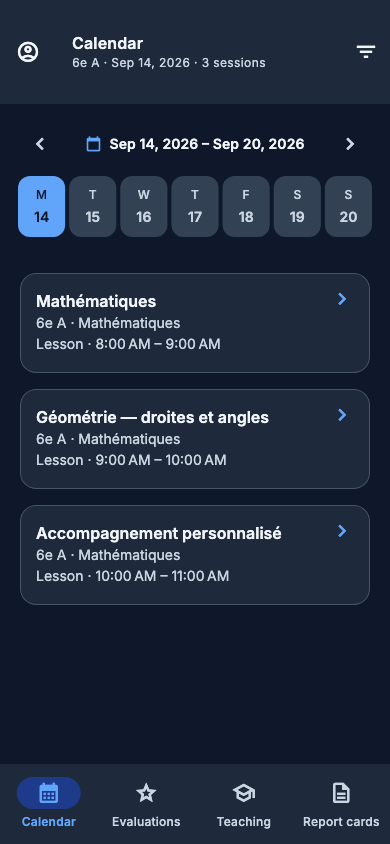 Calendar
6e A · Sep 14, 2026 · 3 sessions
Sep 14, 2026 – Sep 20, 2026
M T W T F S S
14 15 16 17 18 19 20
Mathématiques
6e A · Mathématiques
Lesson · 8:00 AM – 9:00 AM
Géométrie — droites et angles
6e A · Mathématiques
Lesson · 9:00 AM – 10:00 AM
Accompagnement personnalisé
6e A · Mathématiques
Lesson · 10:00 AM – 11:00 AM
Calendar Evaluations Teaching Report cards